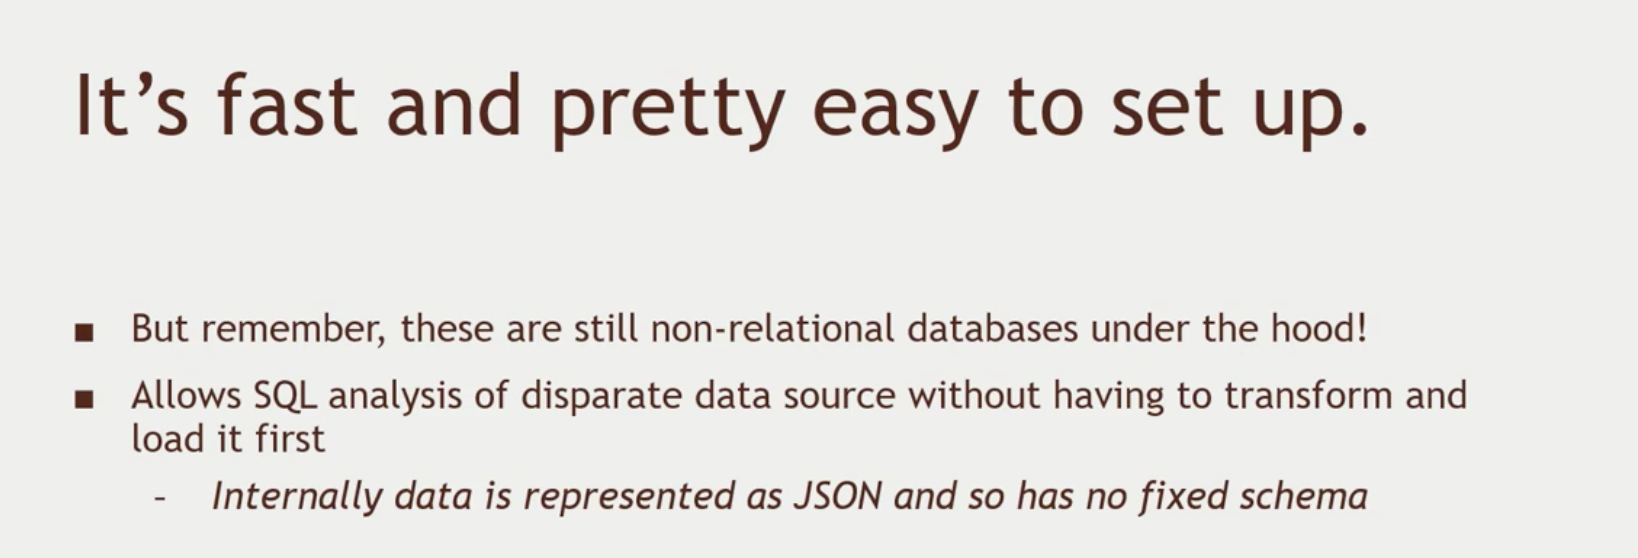 It’s fast and pretty easy to set up.
■ But remember, these are still non-relational databases under the hood!
■ Allows SQL analysis of disparate data source without having to transform and
load it first
– Internally data is represented as JSON and so has no fixed schema